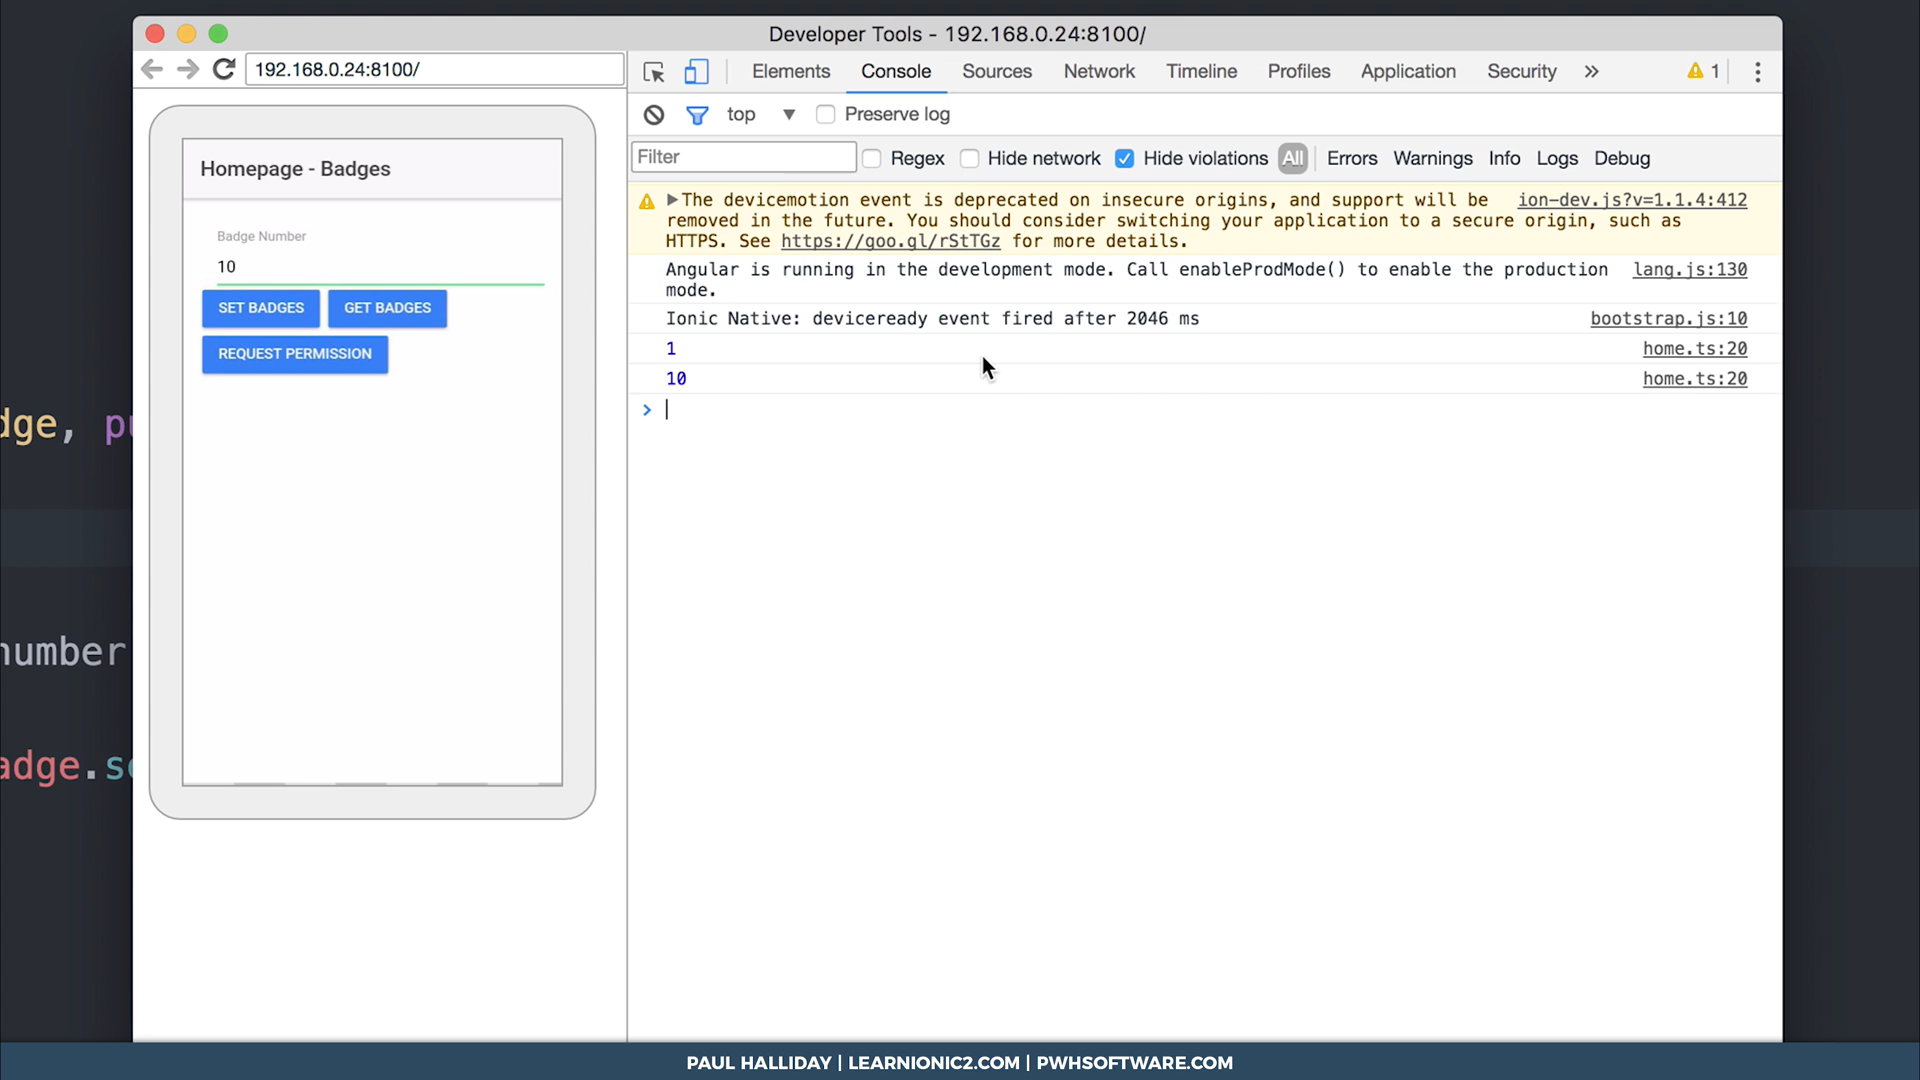 Developer Tools - 192.168.0.24:8100/
192.168.0.24:8100/
Elements Console Sources Network Timeline Profiles Application Security » 1
top ▼ Preserve log
Filter Regex Hide network Hide violations All Errors Warnings Info Logs Debug
Homepage - Badges
Badge Number
10
SET BADGES GET BADGES
REQUEST PERMISSION
The devicemotion event is deprecated on insecure origins, and support will be ion-dev.js?v=1.1.4:412
removed in the future. You should consider switching your application to a secure origin, such as
HTTPS. See https://goo.gl/rStTGz for more details.
Angular is running in the development mode. Call enableProdMode() to enable the production lang.js:130
mode.
Ionic Native: deviceready event fired after 2046 ms bootstrap.js:10
1 home.ts:20
10 home.ts:20
>
dge, pu
number
adge.se
PAUL HALLIDAY | LEARNIONIC2.COM | PWHSOFTWARE.COM